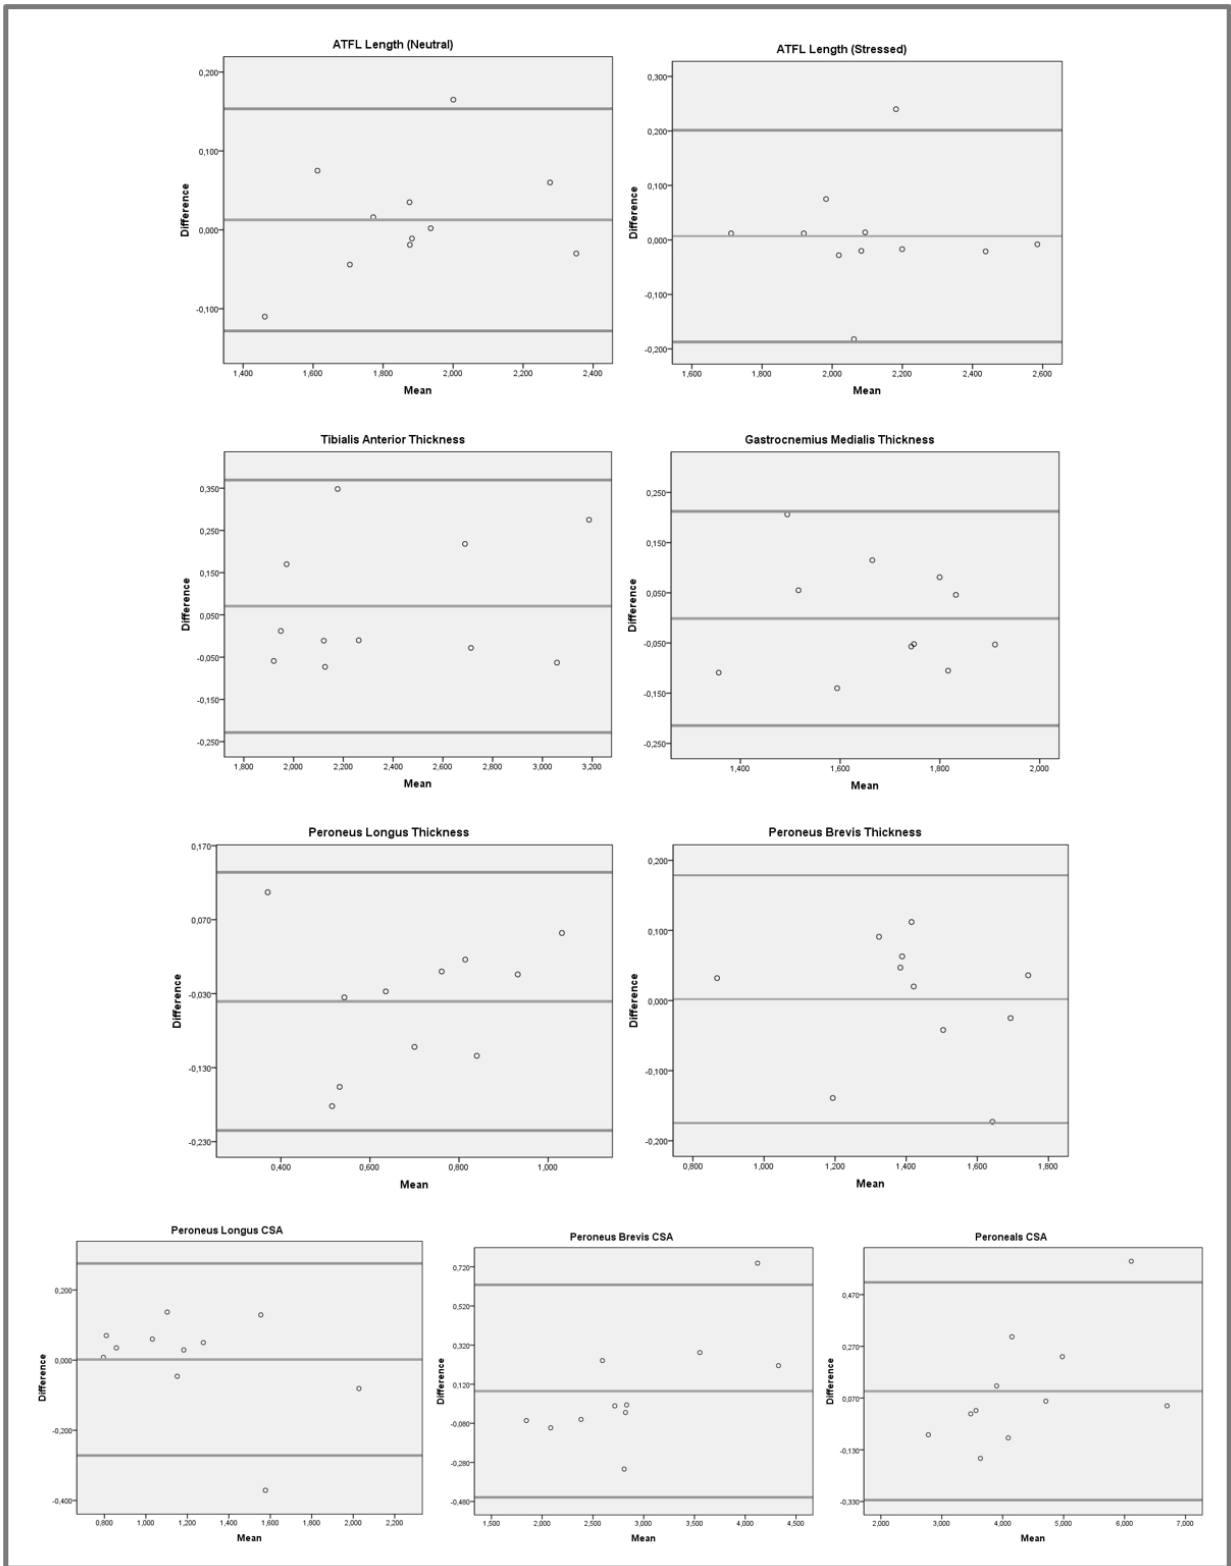 ATFL Length (Neutral)
Difference
0,200
0,100
0,000
-0,100
1,400 1,600 1,800 2,000 2,200 2,400
Mean
ATFL Length (Stressed)
Difference
0,300
0,200
0,100
0,000
-0,100
-0,200
1,600 1,800 2,000 2,200 2,400 2,600
Mean
Tibialis Anterior Thickness
Difference
0,350
0,250
0,150
0,050
-0,050
-0,150
-0,250
1,800 2,000 2,200 2,400 2,600 2,800 3,000 3,200
Mean
Gastrocnemius Medialis Thickness
Difference
0,250
0,150
0,050
-0,050
-0,150
-0,250
1,400 1,600 1,800 2,000
Mean
Peroneus Longus Thickness
Difference
0,170
0,070
-0,030
-0,130
-0,230
0,400 0,600 0,800 1,000
Mean
Peroneus Brevis Thickness
Difference
0,200
0,100
0,000
-0,100
-0,200
0,800 1,000 1,200 1,400 1,600 1,800
Mean
Peroneus Longus CSA
Difference
0,200
0,000
-0,200
-0,400
0,800 1,000 1,200 1,400 1,600 1,800 2,000 2,200
Mean
Peroneus Brevis CSA
Difference
0,720
0,520
0,320
0,120
-0,080
-0,280
-0,480
1,500 2,000 2,500 3,000 3,500 4,000 4,500
Mean
Peroneals CSA
Difference
0,470
0,270
0,070
-0,130
-0,330
2,000 3,000 4,000 5,000 6,000 7,000
Mean